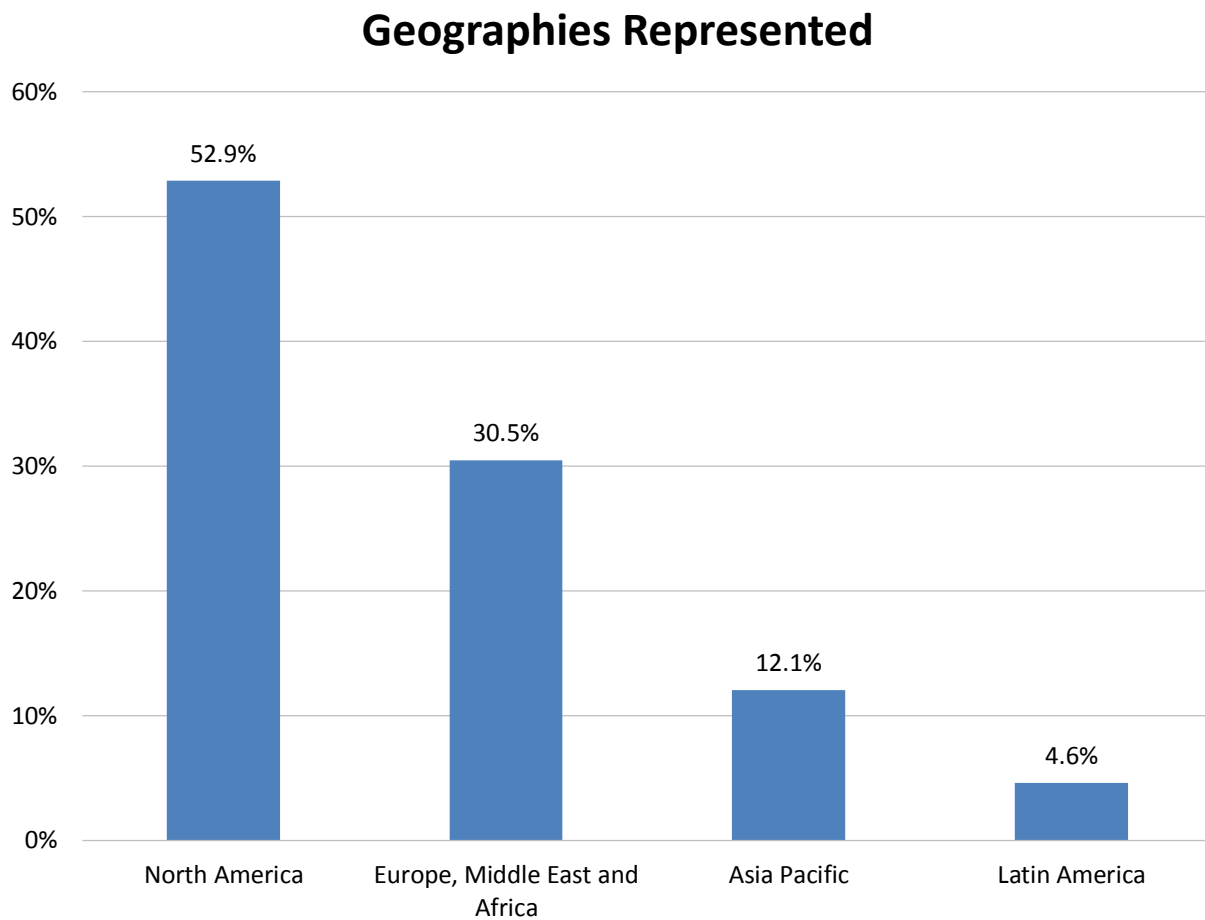 Geographies Represented
60%
52.9%
50%
40%
30.5%
30%
20%
12.1%
10%
4.6%
0%
North America
Europe, Middle East and
Africa
Asia Pacific
Latin America